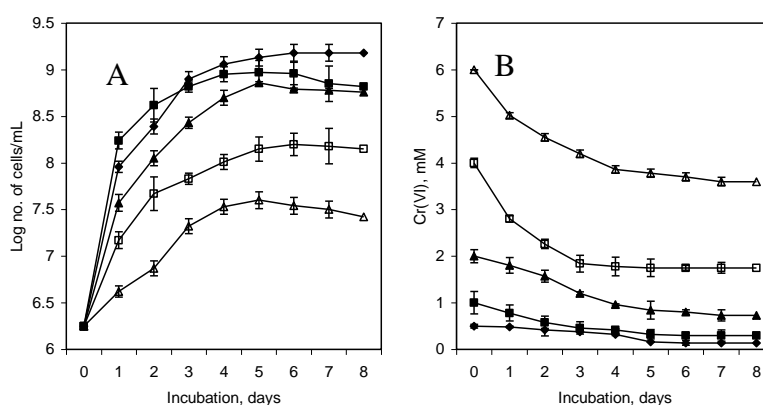 A
Log no. of cells/mL
9.5
9
8.5
8
7.5
7
6.5
6
0 1 2 3 4 5 6 7 8
Incubation, days
B
Cr(VI), mM
7
6
5
4
3
2
1
0
0 1 2 3 4 5 6 7 8
Incubation, days